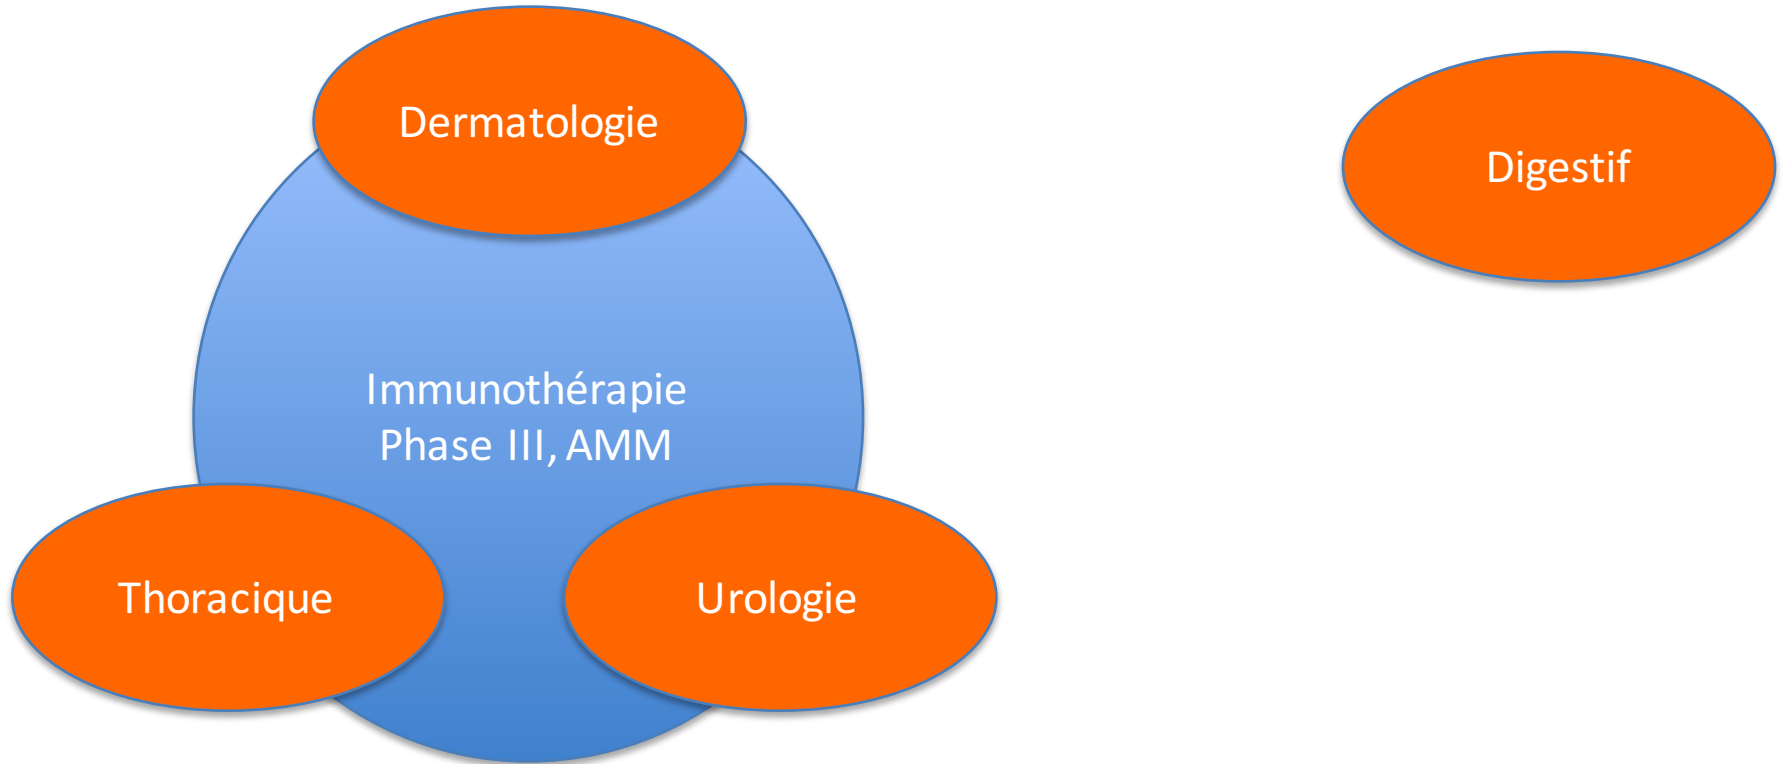 Dermatologie
Digestif
Immunothérapie
Phase III, AMM
Thoracique
Urologie